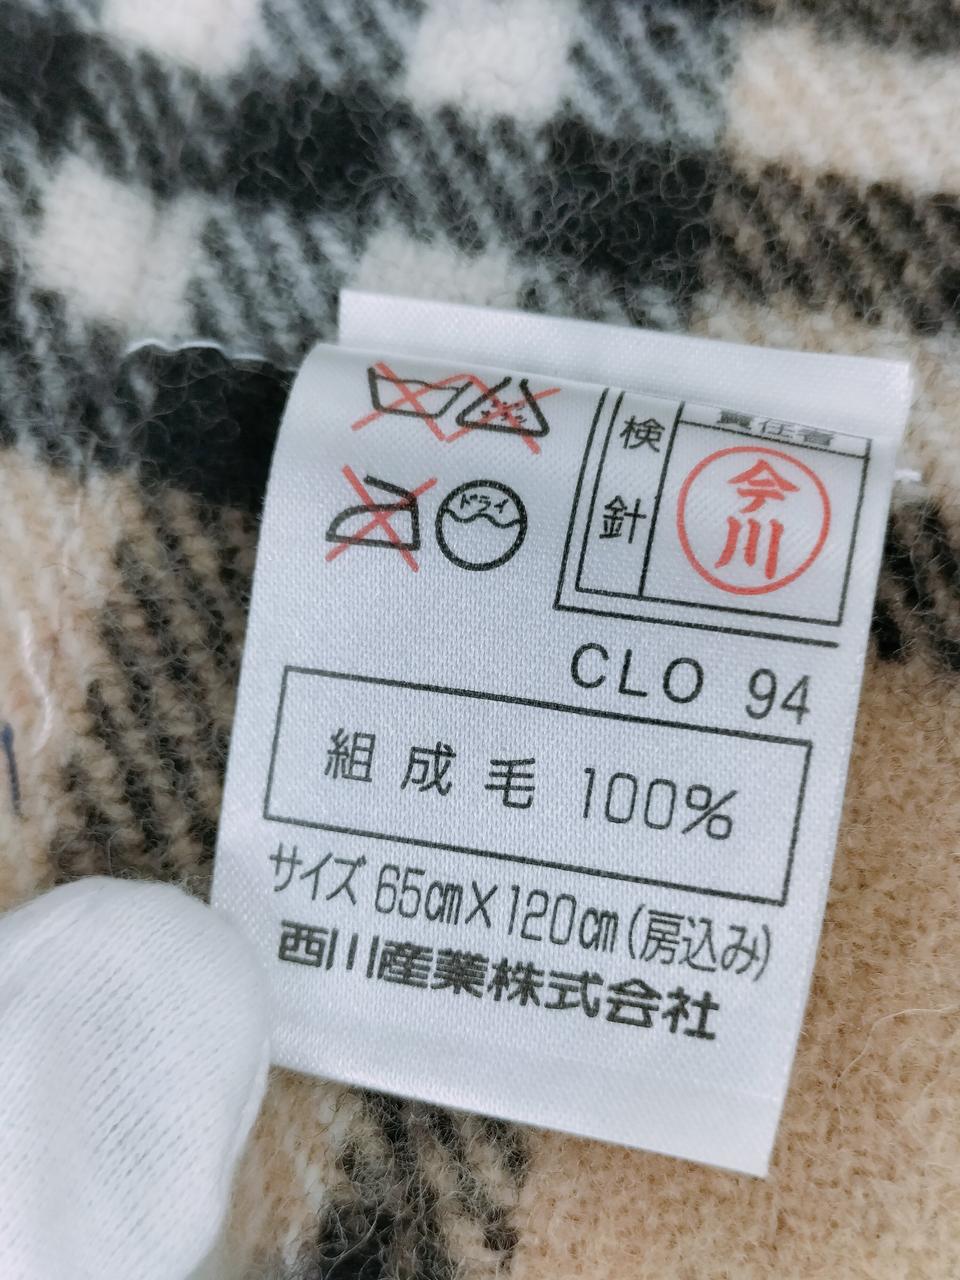 責任者
検針
今川
ドライ
CLO 94
組成毛 100%
サイズ 65cm×120cm(房込み)
西川産業株式会社